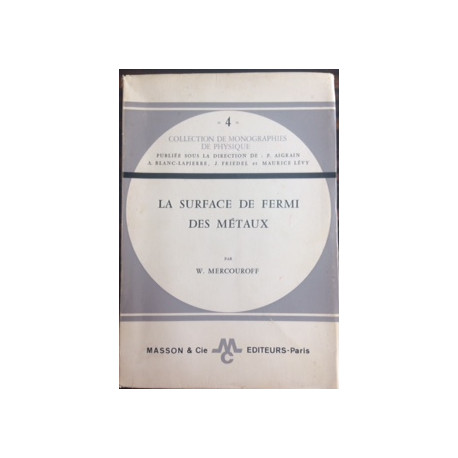 * 4 *
COLLECTION DE MONOGRAPHIES
DE PHYSIQUE
PUBLIÉE SOUS LA DIRECTION DE : P. AIGRAIN
A. BLANC-LAPIERRE, J. FRIEDEL et MAURICE LÉVY
LA SURFACE DE FERMI
DES MÉTAUX
PAR
W. MERCOUROFF
MASSON & Cie MC EDITEURS-Paris